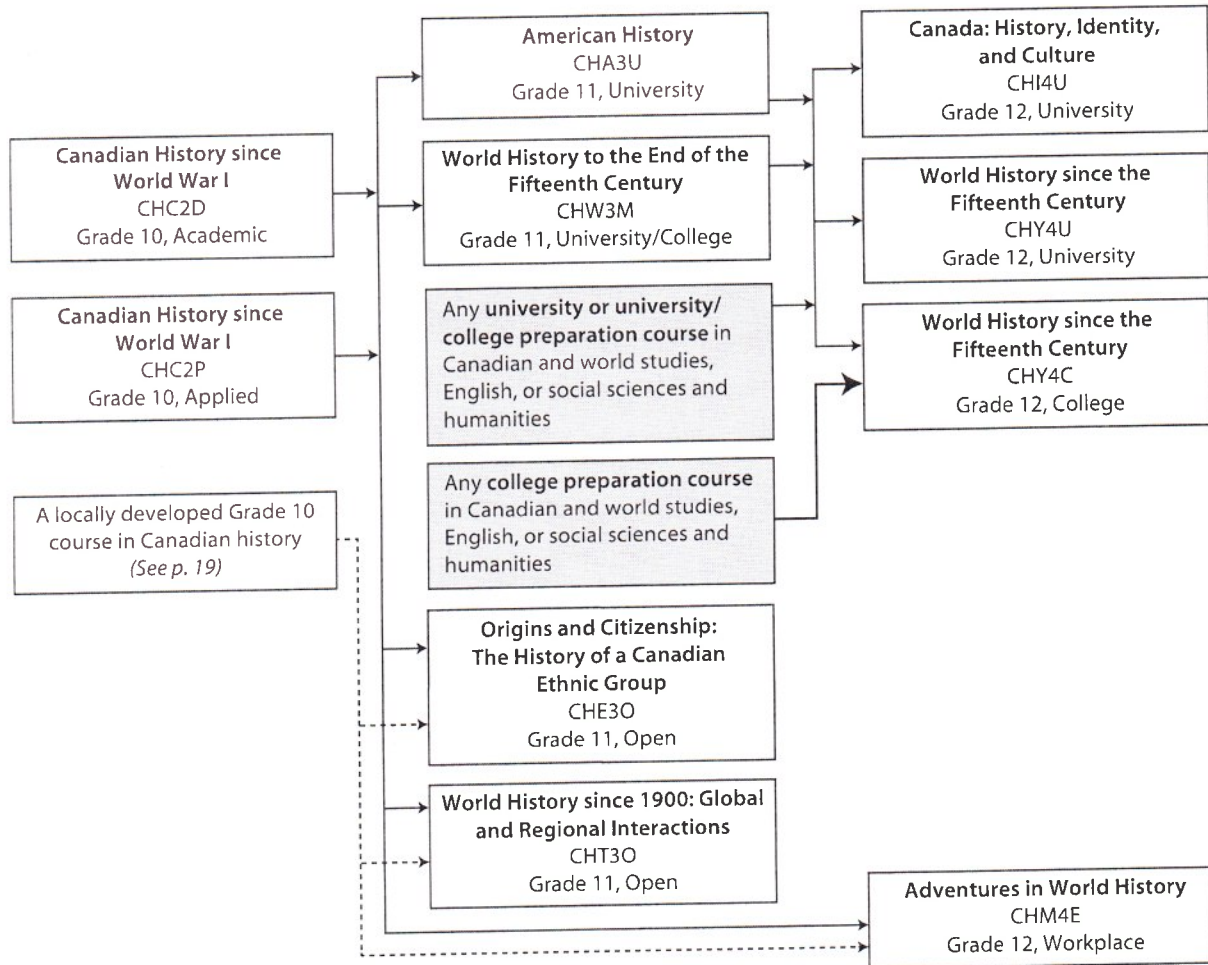 Canadian History since
World War I
CHC2D
Grade 10, Academic
Canadian History since
World War I
CHC2P
Grade 10, Applied
A locally developed Grade 10
course in Canadian history
(See p. 19)
American History
CHA3U
Grade 11, University
World History to the End of the
Fifteenth Century
CHW3M
Grade 11, University/College
Any university or university/
college preparation course in
Canadian and world studies,
English, or social sciences and
humanities
Any college preparation course
in Canadian and world studies,
English, or social sciences and
humanities
Origins and Citizenship:
The History of a Canadian
Ethnic Group
CHE3O
Grade 11, Open
World History since 1900: Global
and Regional Interactions
CHT3O
Grade 11, Open
Canada: History, Identity,
and Culture
CHI4U
Grade 12, University
World History since the
Fifteenth Century
CHY4U
Grade 12, University
World History since the
Fifteenth Century
CHY4C
Grade 12, College
Adventures in World History
CHM4E
Grade 12, Workplace